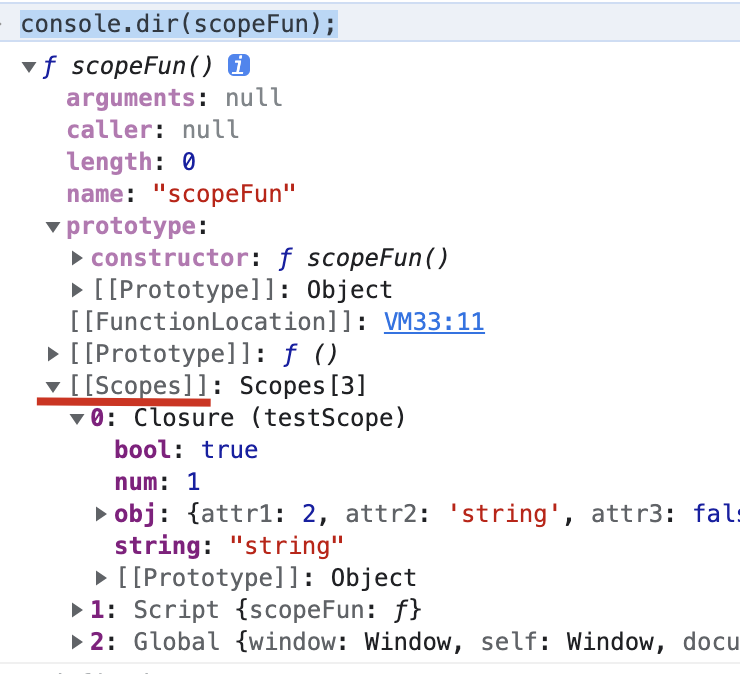 console.dir(scopeFun);
ƒ scopeFun() i
arguments: null
caller: null
length: 0
name: "scopeFun"
prototype:
constructor: ƒ scopeFun()
[[Prototype]]: Object
[[FunctionLocation]]: VM33:11
[[Prototype]]: ƒ ()
[[Scopes]]: Scopes[3]
0: Closure (testScope)
bool: true
num: 1
obj: {attr1: 2, attr2: 'string', attr3: fals
string: "string"
[[Prototype]]: Object
1: Script {scopeFun: ƒ}
2: Global {window: Window, self: Window, docu